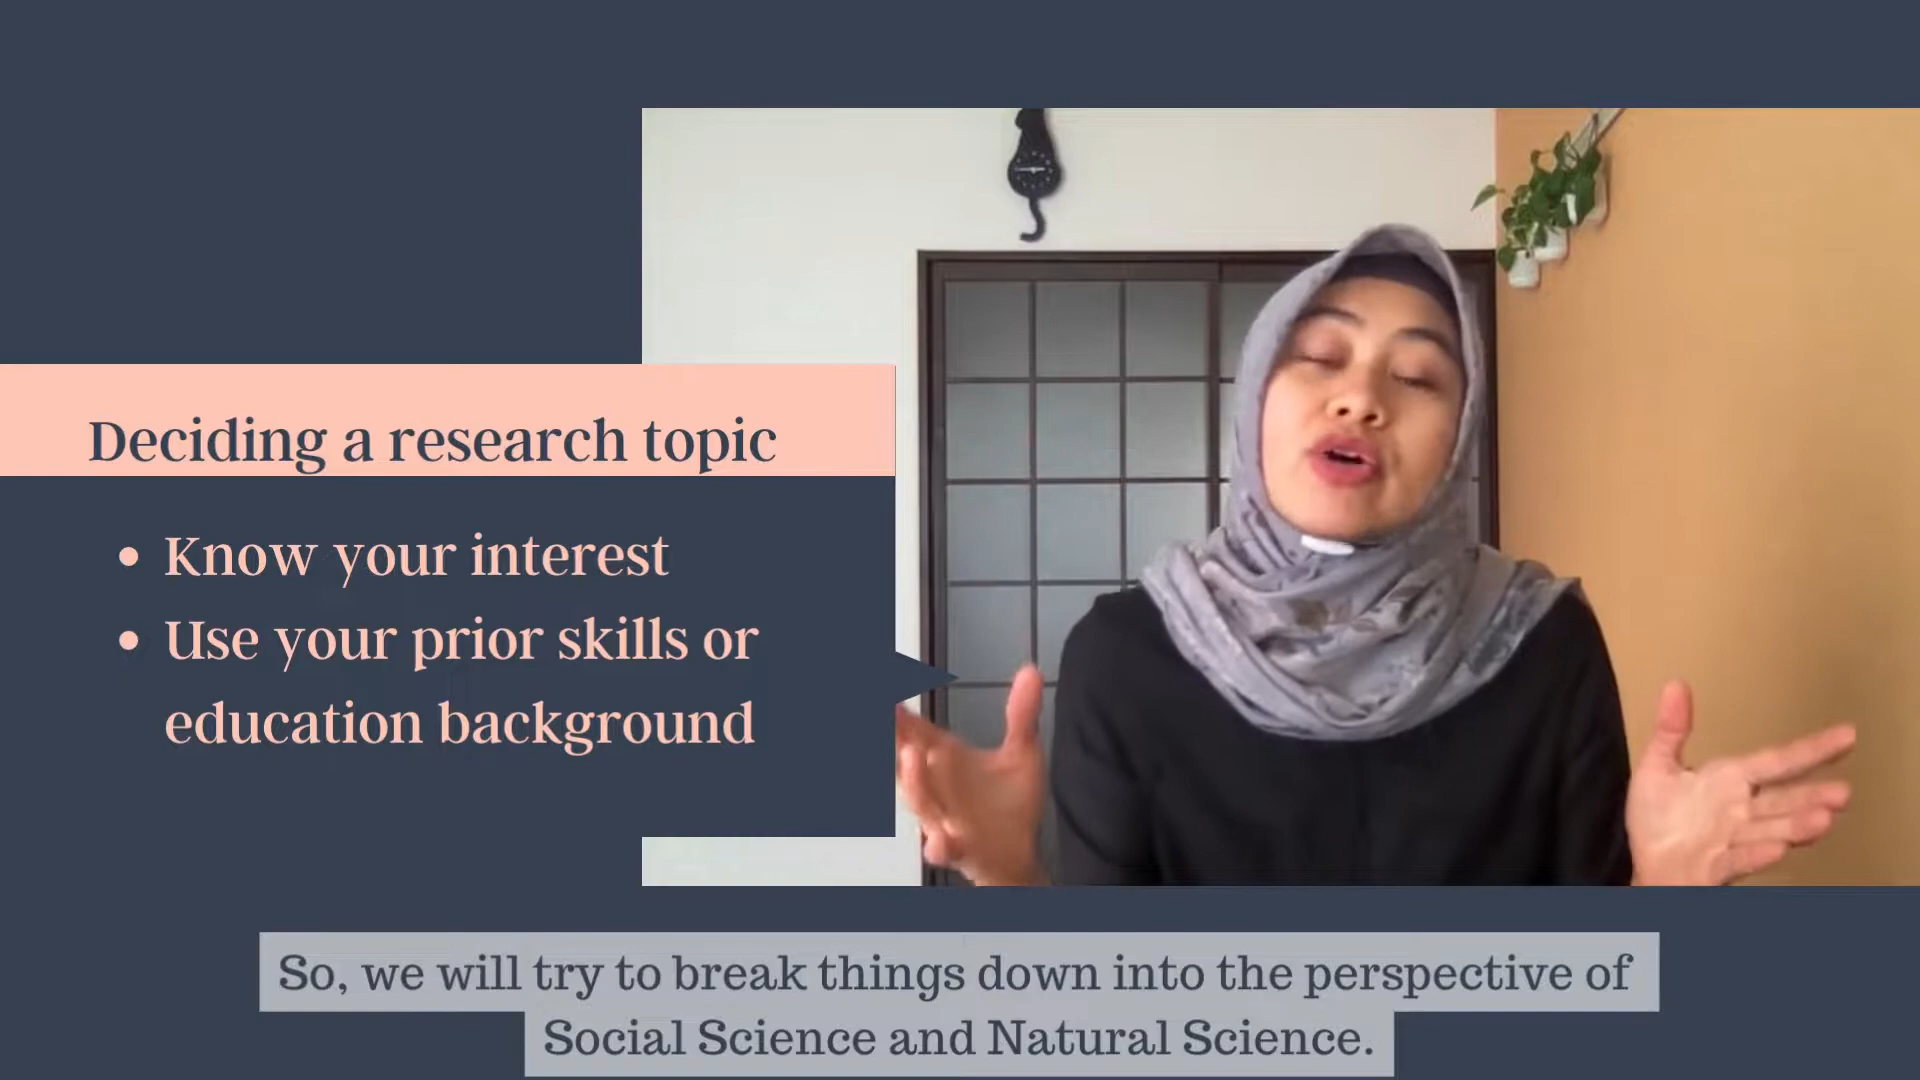 Deciding a research topic
• Know your interest
• Use your prior skills or
education background
So, we will try to break things down into the perspective of
Social Science and Natural Science.